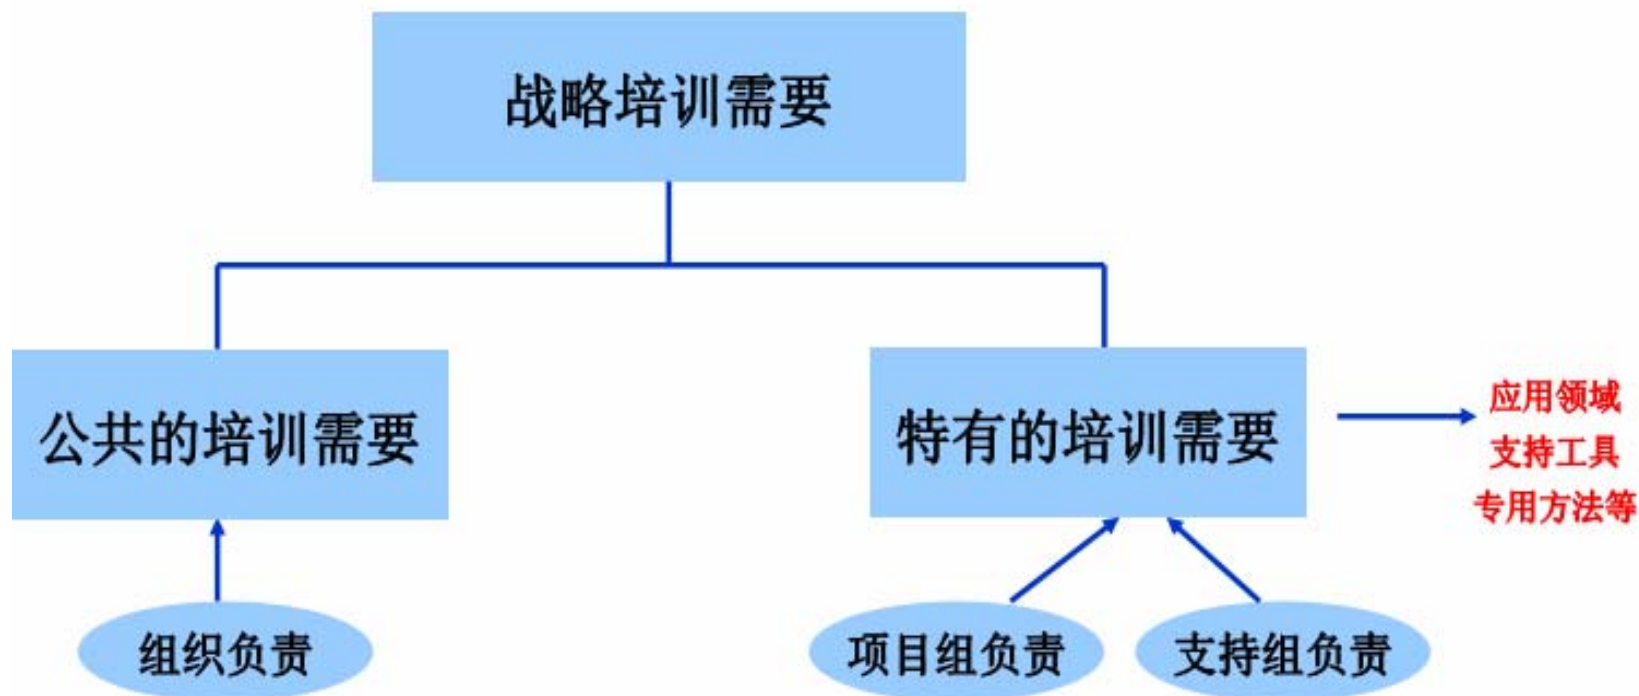 战略培训需要
公共的培训需要
特有的培训需要
应用领域
支持工具
专用方法等
组织负责
项目组负责
支持组负责